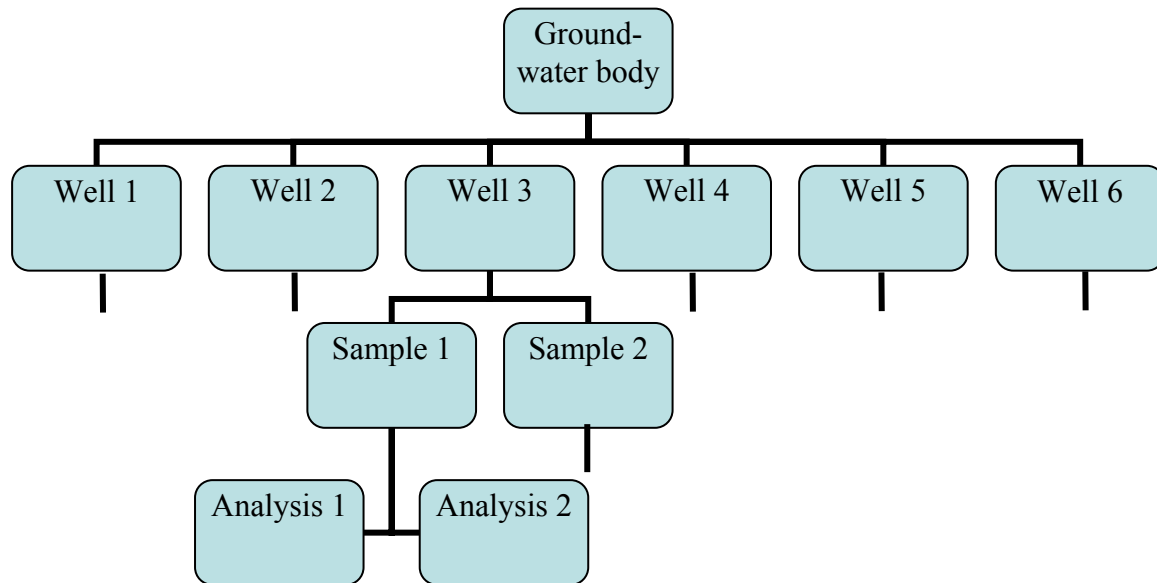 Ground-
water body
Well 1
Well 2
Well 3
Well 4
Well 5
Well 6
Sample 1
Sample 2
Analysis 1
Analysis 2